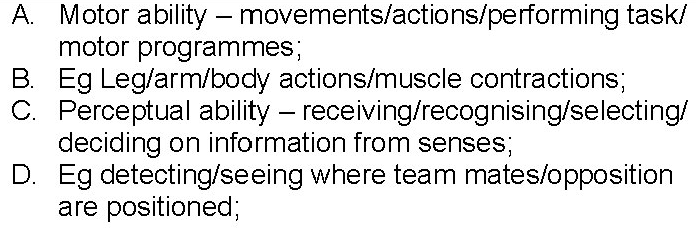 A. Motor ability – movements/actions/performing task/
motor programmes;
B. Eg Leg/arm/body actions/muscle contractions;
C. Perceptual ability – receiving/recognising/selecting/
deciding on information from senses;
D. Eg detecting/seeing where team mates/opposition
are positioned;